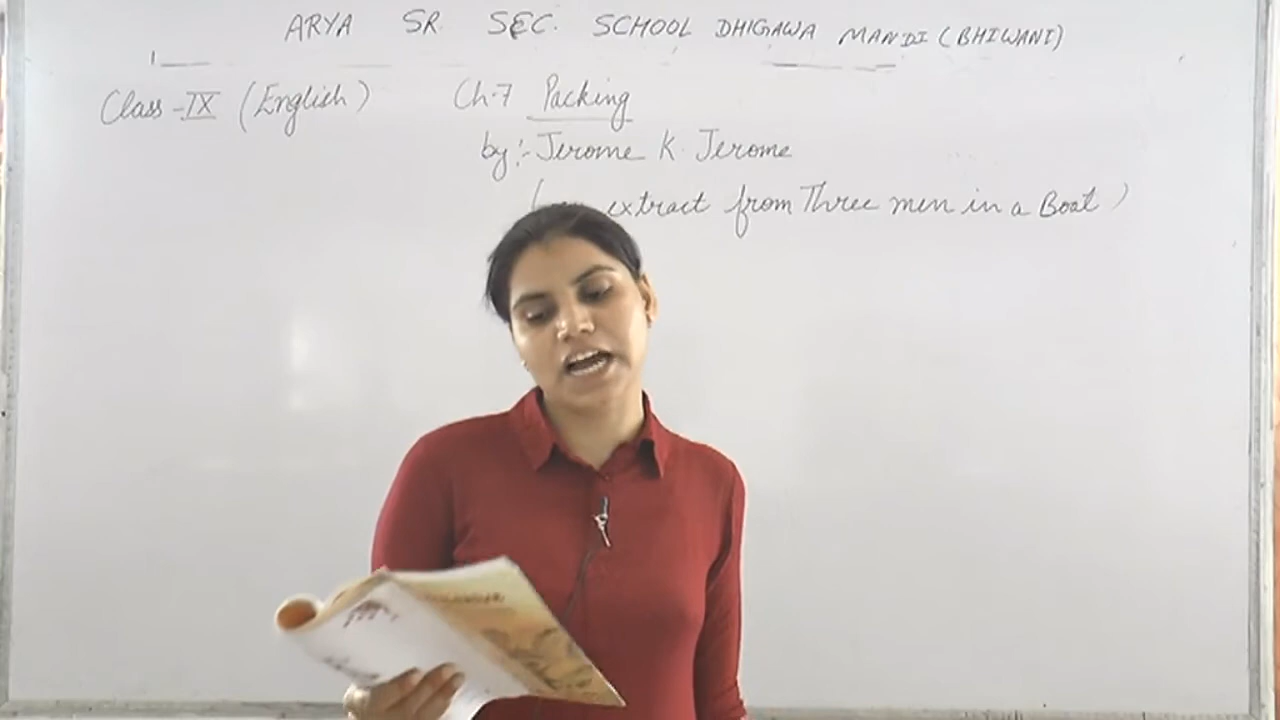 ARYA SR. SEC. SCHOOL DHIGAWA MANDI (BHIWANI)
Class - IX (English) Ch-7 Packing
by:- Jerome K. Jerome
( extract from Three men in a Boat )